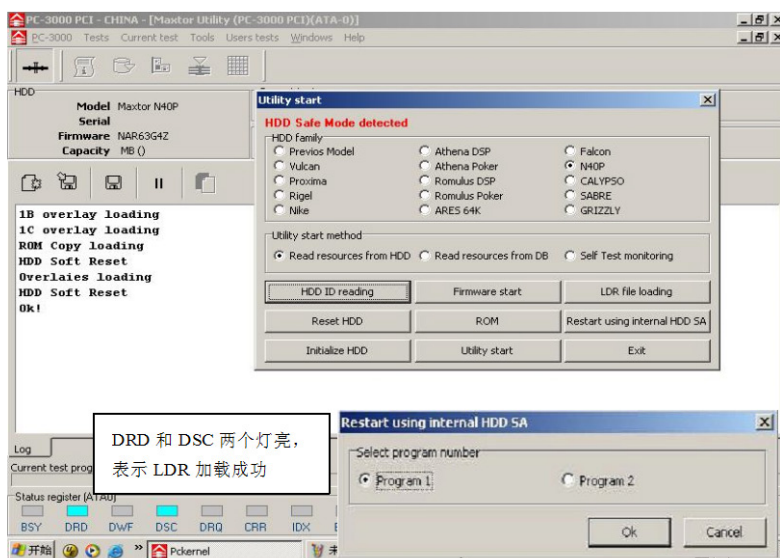 PC-3000 PCI - CHINA - [Maxtor Utility (PC-3000 PCI)(ATA-0)]
PC-3000 Tests Current test Tools Users tests Windows Help
HDD
Model Maxtor N40P
Serial
Firmware NAR63G4Z
Capacity MB ()
Utility start
HDD Safe Mode detected
HDD family
Previos Model Athena DSP Falcon
Vulcan Athena Poker N40P
Proxima Romulus DSP CALYPSO
Rigel Romulus Poker SABRE
Nike ARES 64K GRIZZLY
Utility start method
Read resources from HDD Read resources from DB Self Test monitoring
HDD ID reading Firmware start LDR file loading
Reset HDD ROM Restart using internal HDD SA
Initialize HDD Utility start Exit
1B overlay loading
1C overlay loading
ROM Copy loading
HDD Soft Reset
Overlaies loading
HDD Soft Reset
Ok!
DRD 和 DSC 两个灯亮，
表示 LDR 加载成功
Restart using internal HDD SA
Select program number
Program 1 Program 2
Ok Cancel
Log
Current test prog
Status register (ATA0)
BSY DRD DWF DSC DRQ CRR IDX
开始 » Pckernel